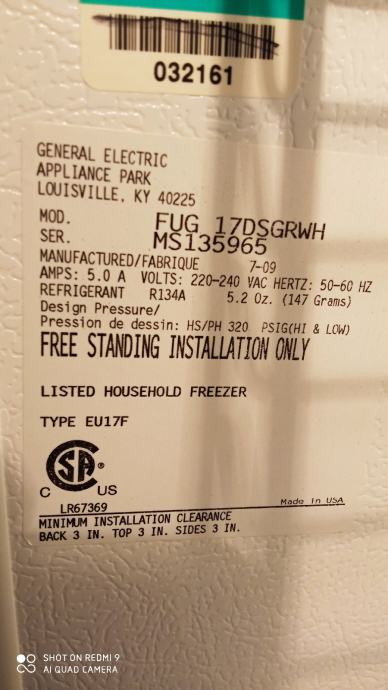 032161
GENERAL ELECTRIC
APPLIANCE PARK
LOUISVILLE, KY 40225
MOD. FUG 17DSGRWH
SER. MS135965
MANUFACTURED/FABRIQUE 7-09
AMPS: 5.0 A VOLTS: 220-240 VAC HERTZ: 50-60 HZ
REFRIGERANT R134A 5.2 Oz. (147 Grams)
Design Pressure/
Pression de dessin: HS/PH 320 PSIG(HI & LOW)
FREE STANDING INSTALLATION ONLY
LISTED HOUSEHOLD FREEZER
TYPE EU17F
CSA ®
C US
LR67369
Made In USA
MINIMUM INSTALLATION CLEARANCE
BACK 3 IN. TOP 3 IN. SIDES 3 IN.
SHOT ON REDMI 9
AI QUAD CAMERA